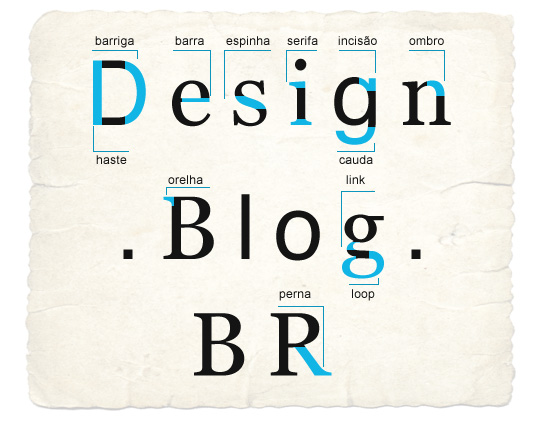 barriga barra espinha serifa incisão ombro
Design
haste cauda
orelha link
.Blog.
perna loop
BR